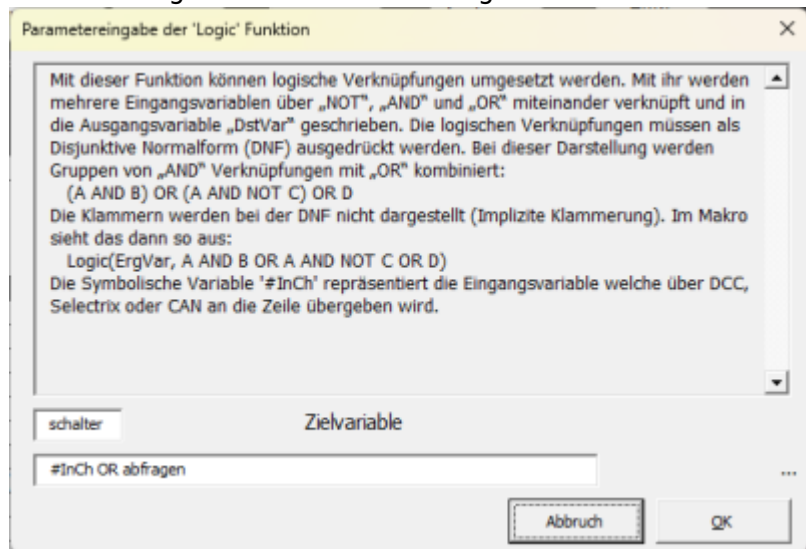 Parametereingabe der 'Logic' Funktion
Mit dieser Funktion können logische Verknüpfungen umgesetzt werden. Mit ihr werden
mehrere Eingangsvariablen über „NOT", „AND" und „OR" miteinander verknüpft und in
die Ausgangsvariable „DstVar" geschrieben. Die logischen Verknüpfungen müssen als
Disjunktive Normalform (DNF) ausgedrückt werden. Bei dieser Darstellung werden
Gruppen von „AND" Verknüpfungen mit „OR" kombiniert:
(A AND B) OR (A AND NOT C) OR D
Die Klammern werden bei der DNF nicht dargestellt (Implizite Klammerung). Im Makro
sieht das dann so aus:
Logic(ErgVar, A AND B OR A AND NOT C OR D)
Die Symbolische Variable '#InCh' repräsentiert die Eingangsvariable welche über DCC,
Selectrix oder CAN an die Zeile übergeben wird.
schalter
Zielvariable
#InCh OR abfragen
...
Abbruch
OK